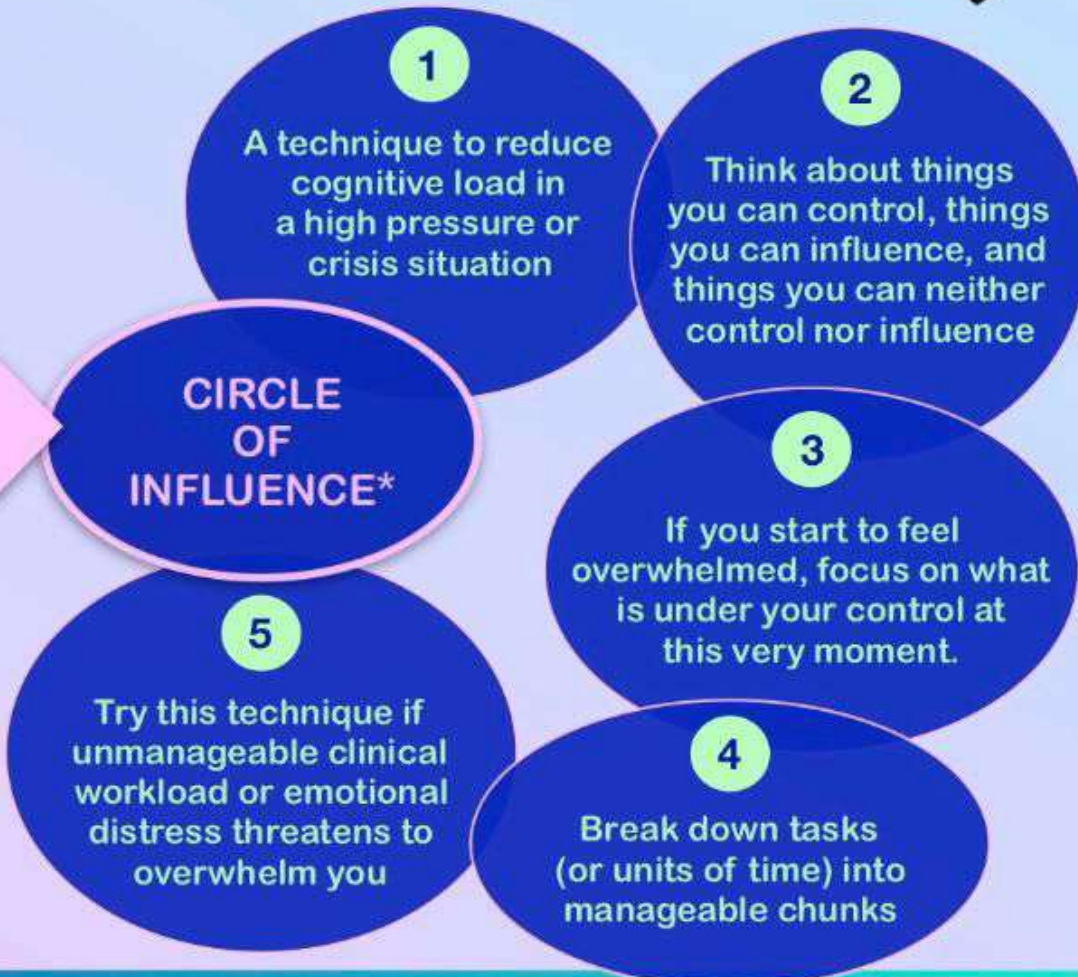 1
A technique to reduce
cognitive load in
a high pressure or
crisis situation
2
Think about things
you can control, things
you can influence, and
things you can neither
control nor influence
CIRCLE
OF
INFLUENCE*
3
If you start to feel
overwhelmed, focus on what
is under your control at
this very moment.
4
Break down tasks
(or units of time) into
manageable chunks
5
Try this technique if
unmanageable clinical
workload or emotional
distress threatens to
overwhelm you